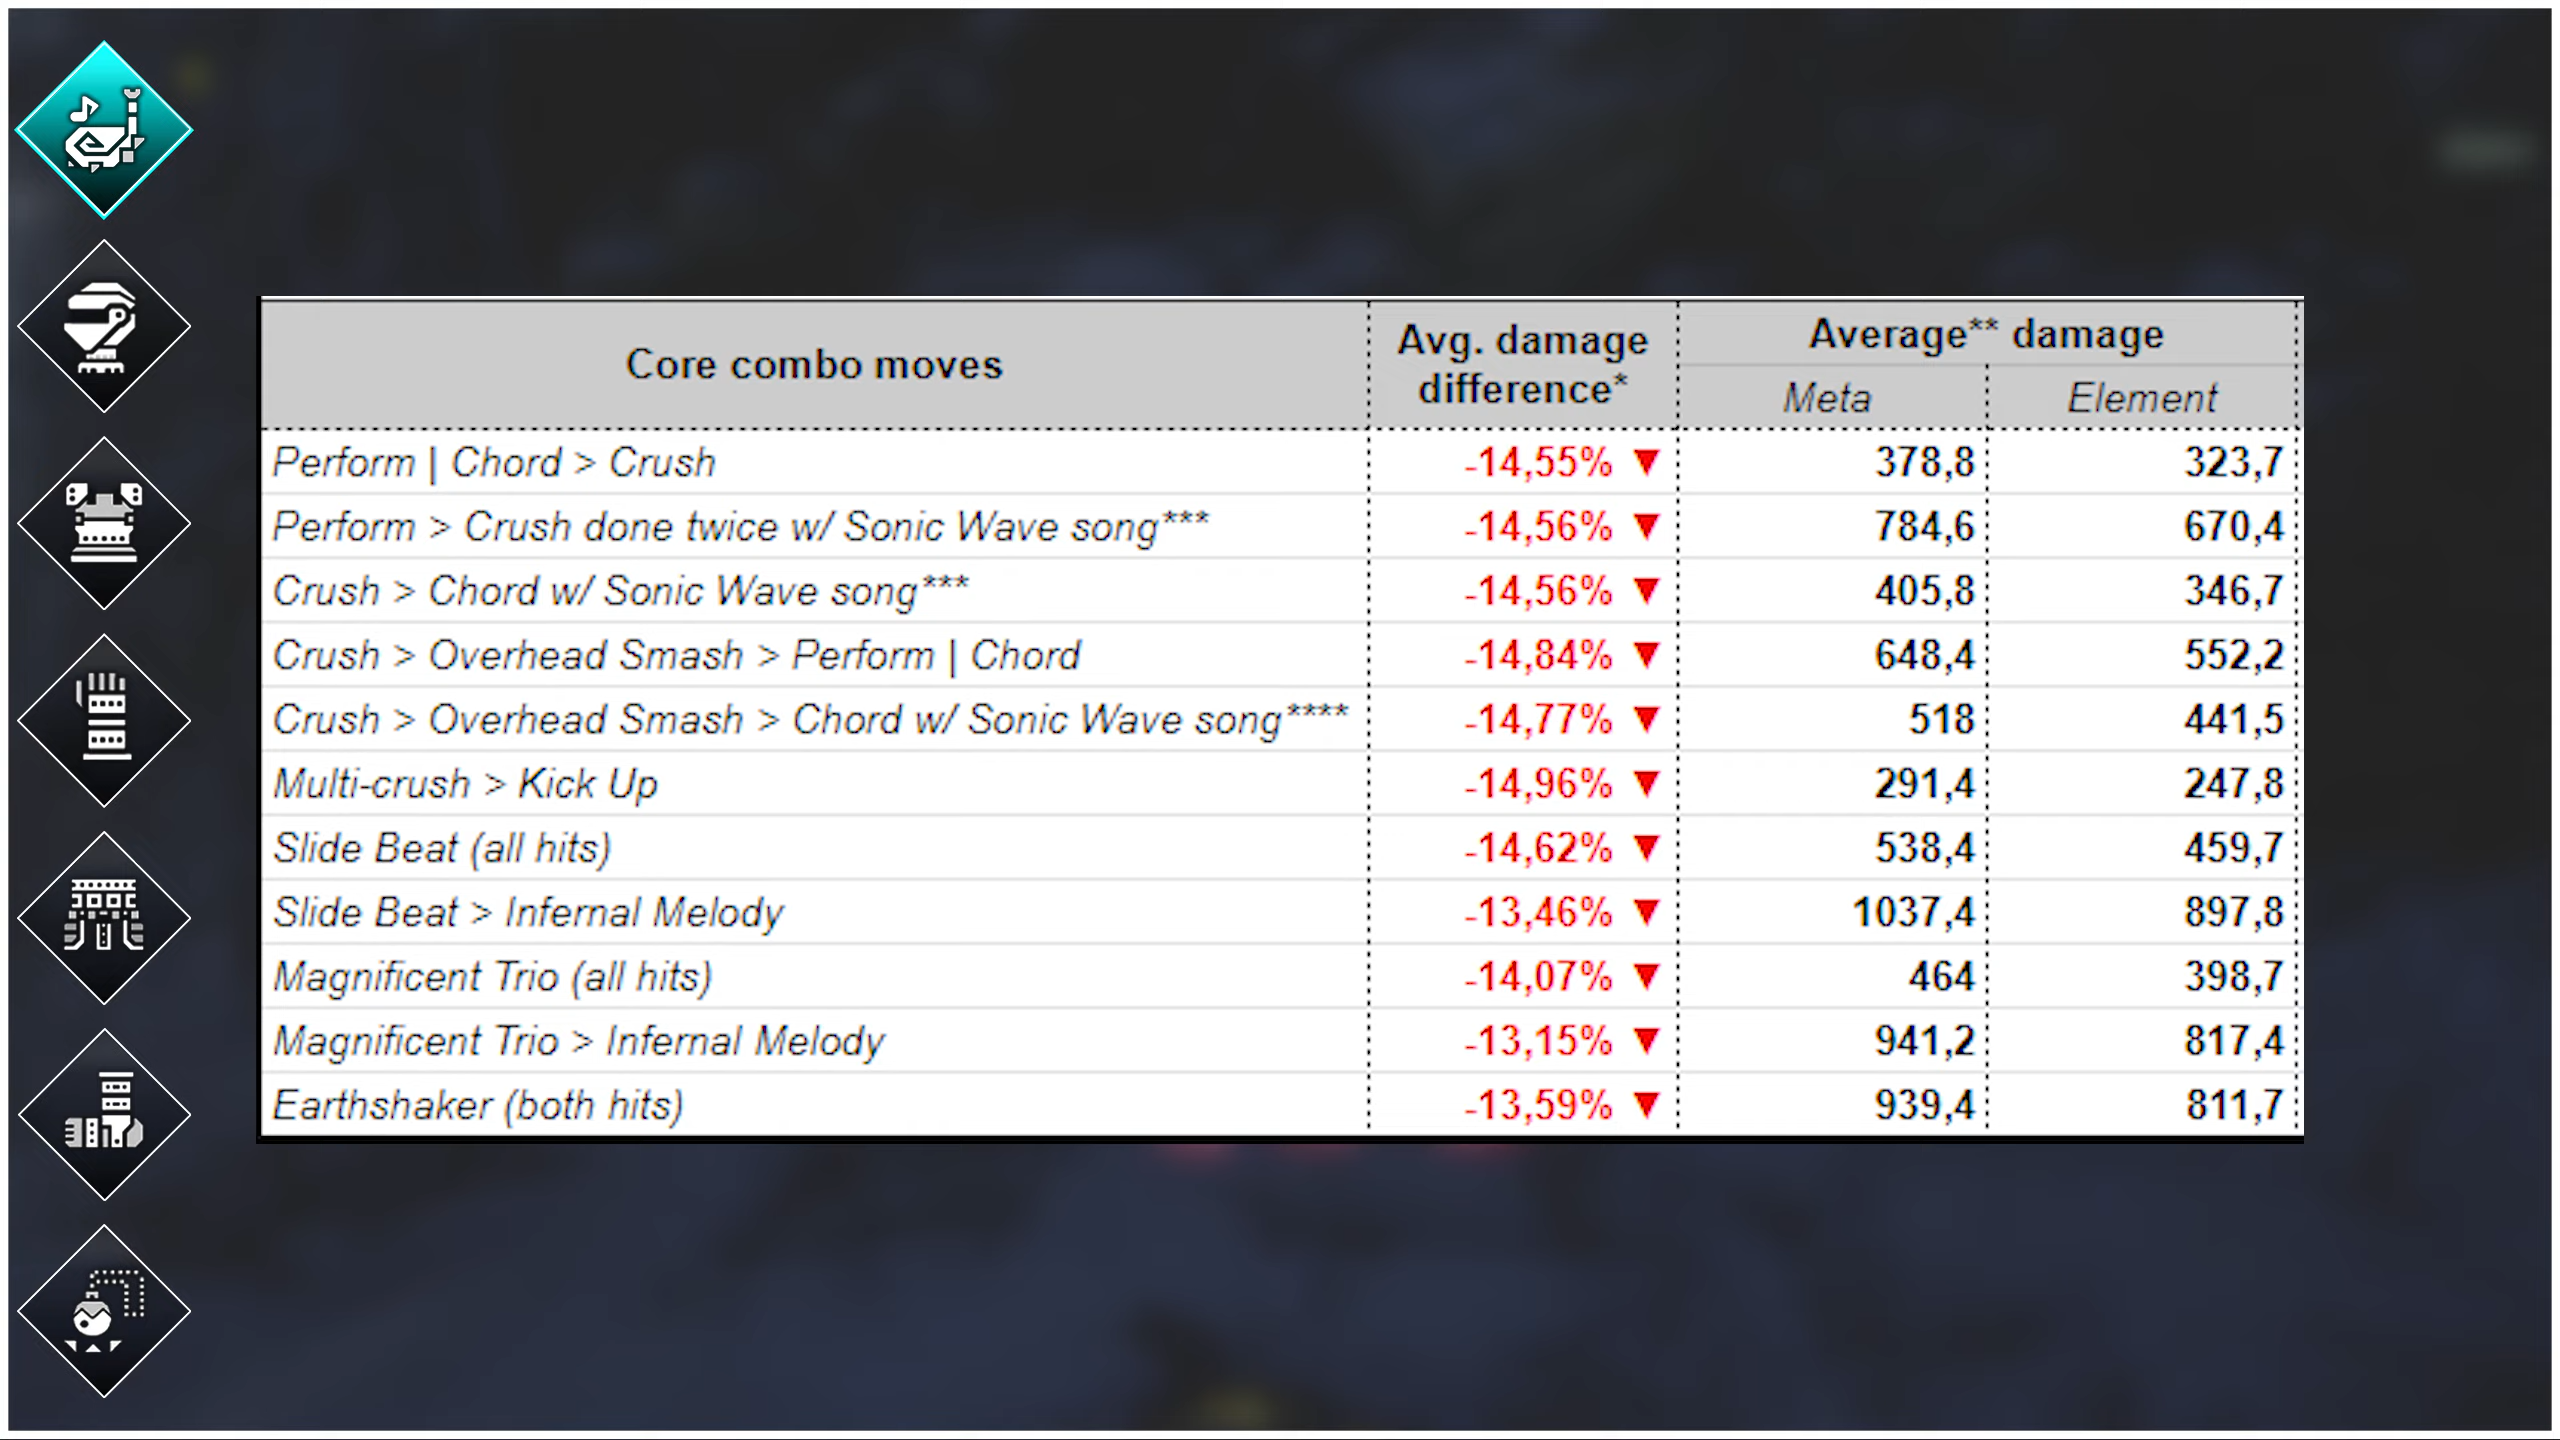 Core combo moves Avg. damage difference* Average** damage
Meta Element
Perform | Chord > Crush -14,55% ▼ 378,8 323,7
Perform > Crush done twice w/ Sonic Wave song*** -14,56% ▼ 784,6 670,4
Crush > Chord w/ Sonic Wave song*** -14,56% ▼ 405,8 346,7
Crush > Overhead Smash > Perform | Chord -14,84% ▼ 648,4 552,2
Crush > Overhead Smash > Chord w/ Sonic Wave song**** -14,77% ▼ 518 441,5
Multi-crush > Kick Up -14,96% ▼ 291,4 247,8
Slide Beat (all hits) -14,62% ▼ 538,4 459,7
Slide Beat > Infernal Melody -13,46% ▼ 1037,4 897,8
Magnificent Trio (all hits) -14,07% ▼ 464 398,7
Magnificent Trio > Infernal Melody -13,15% ▼ 941,2 817,4
Earthshaker (both hits) -13,59% ▼ 939,4 811,7